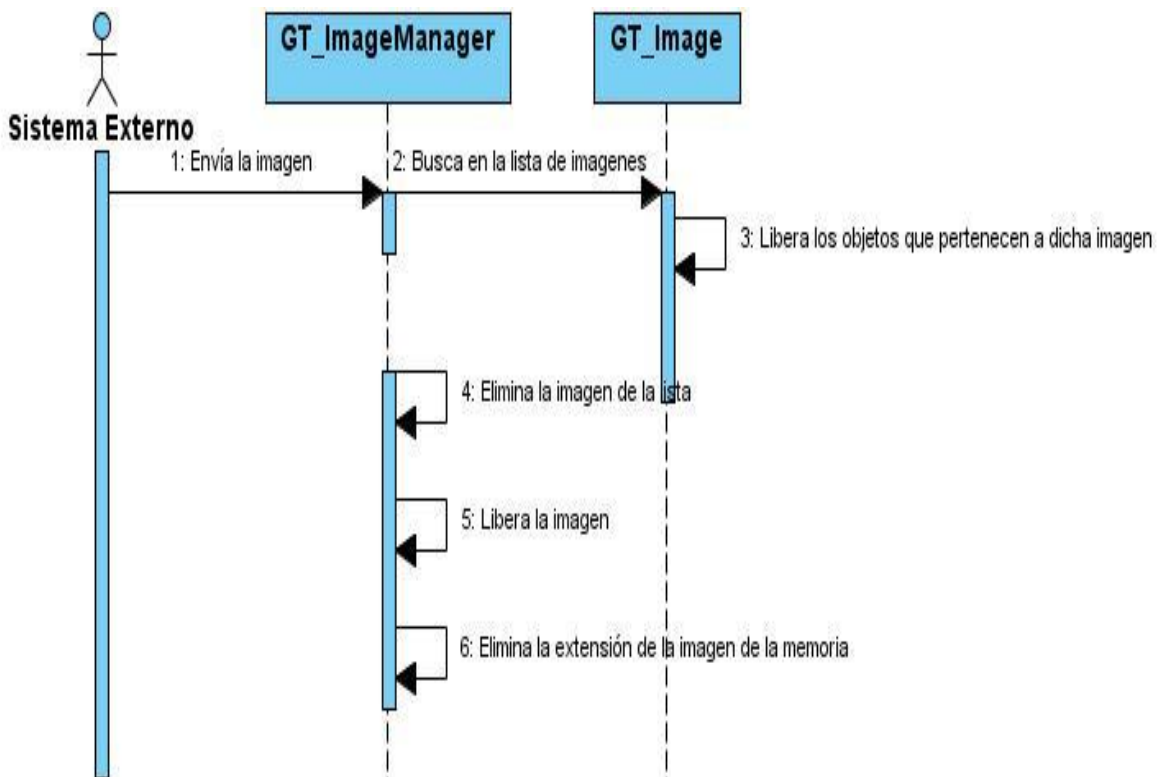 GT_ImageManager
GT_Image
Sistema Externo
1: Envía la imagen
2: Busca en la lista de imagenes
3: Libera los objetos que pertenecen a dicha imagen
4: Elimina la imagen de la lista
5: Libera la imagen
6: Elimina la extensión de la imagen de la memoria